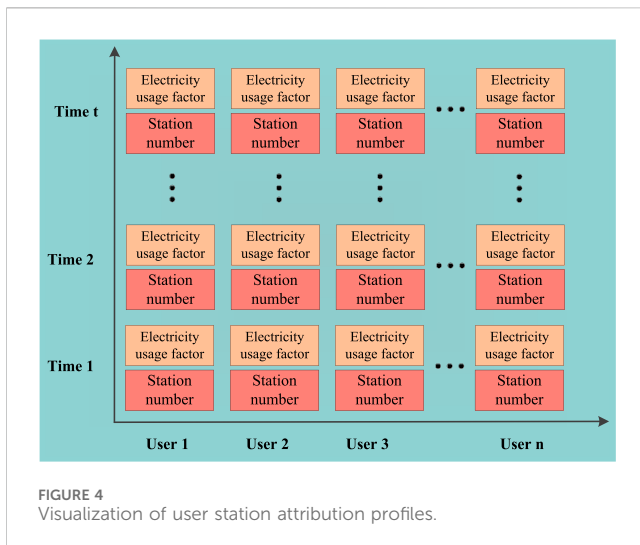 Time t
Electricity
usage factor
Station
number
Electricity
usage factor
Station
number
Electricity
usage factor
Station
number
Electricity
usage factor
Station
number
Time 2
Electricity
usage factor
Station
number
Electricity
usage factor
Station
number
Electricity
usage factor
Station
number
Electricity
usage factor
Station
number
Time 1
Electricity
usage factor
Station
number
Electricity
usage factor
Station
number
Electricity
usage factor
Station
number
Electricity
usage factor
Station
number
User 1
User 2
User 3
User n
FIGURE 4
Visualization of user station attribution profiles.